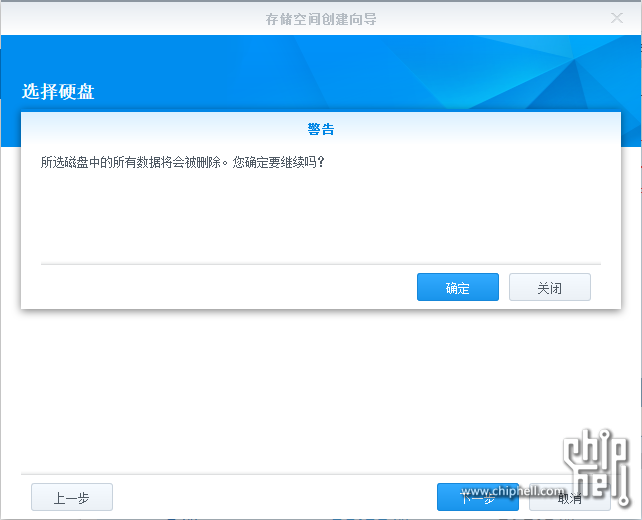 存储空间创建向导
选择硬盘
警告
所选磁盘中的所有数据将会被删除。您确定要继续吗?
确定
关闭
上一步
下一步
取消
www.chiphell.com
chip
hell